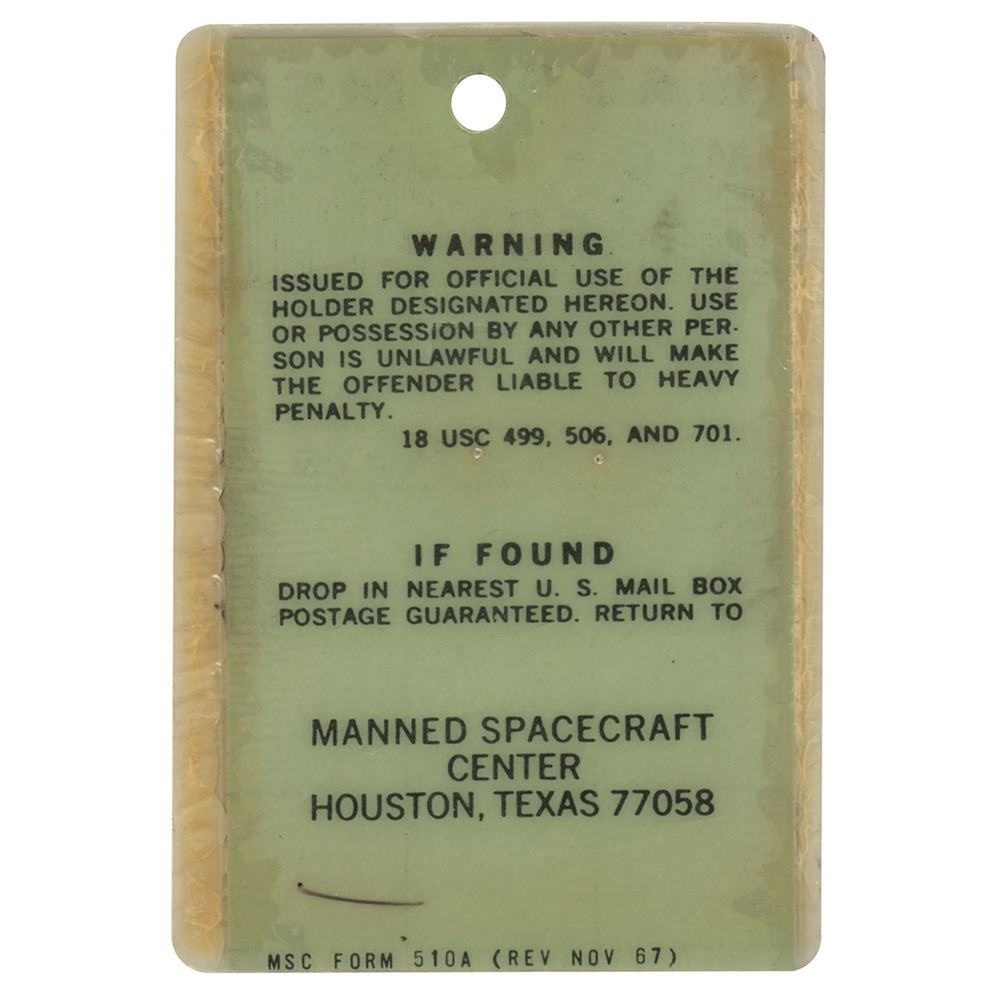 WARNING
ISSUED FOR OFFICIAL USE OF THE
HOLDER DESIGNATED HEREON. USE
OR POSSESSION BY ANY OTHER PER-
SON IS UNLAWFUL AND WILL MAKE
THE OFFENDER LIABLE TO HEAVY
PENALTY.
18 USC 499, 506, AND 701.
IF FOUND
DROP IN NEAREST U. S. MAIL BOX
POSTAGE GUARANTEED. RETURN TO
MANNED SPACECRAFT
CENTER
HOUSTON, TEXAS 77058
MSC FORM 510A (REV NOV 67)